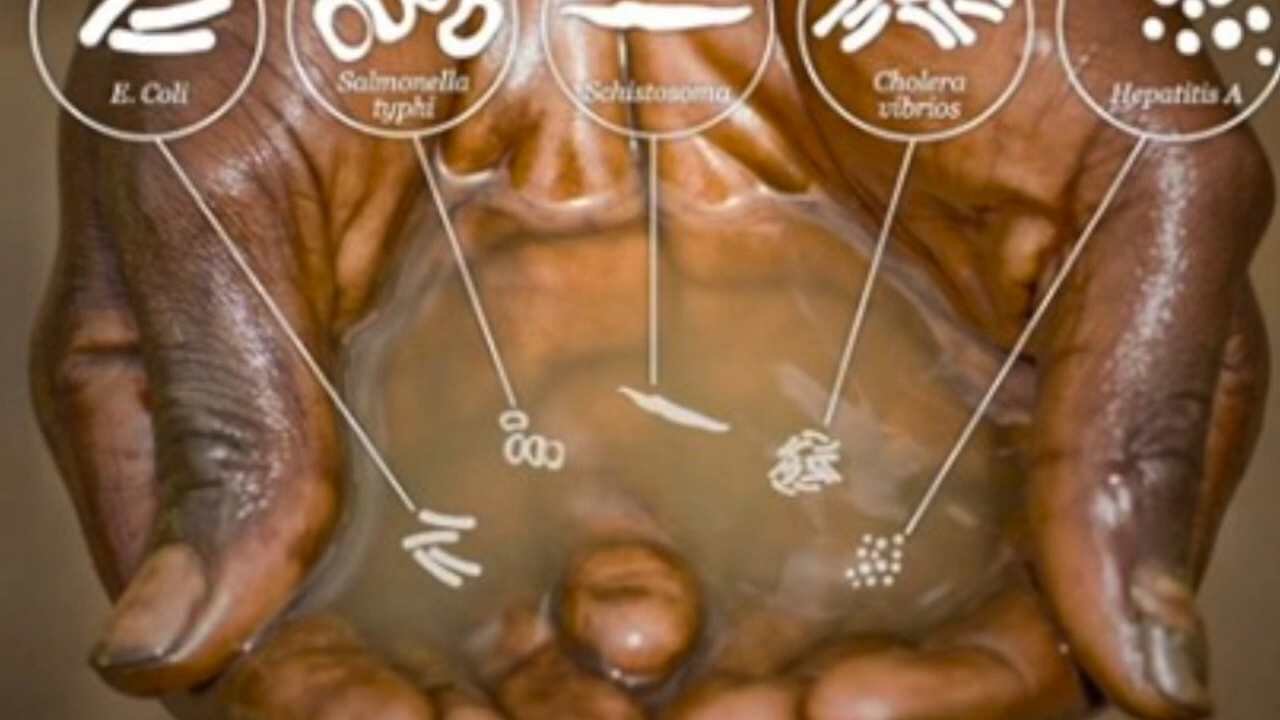 E. Coli
Salmonella
typhi
Schistosoma
Cholera
vibrios
Hepatitis A